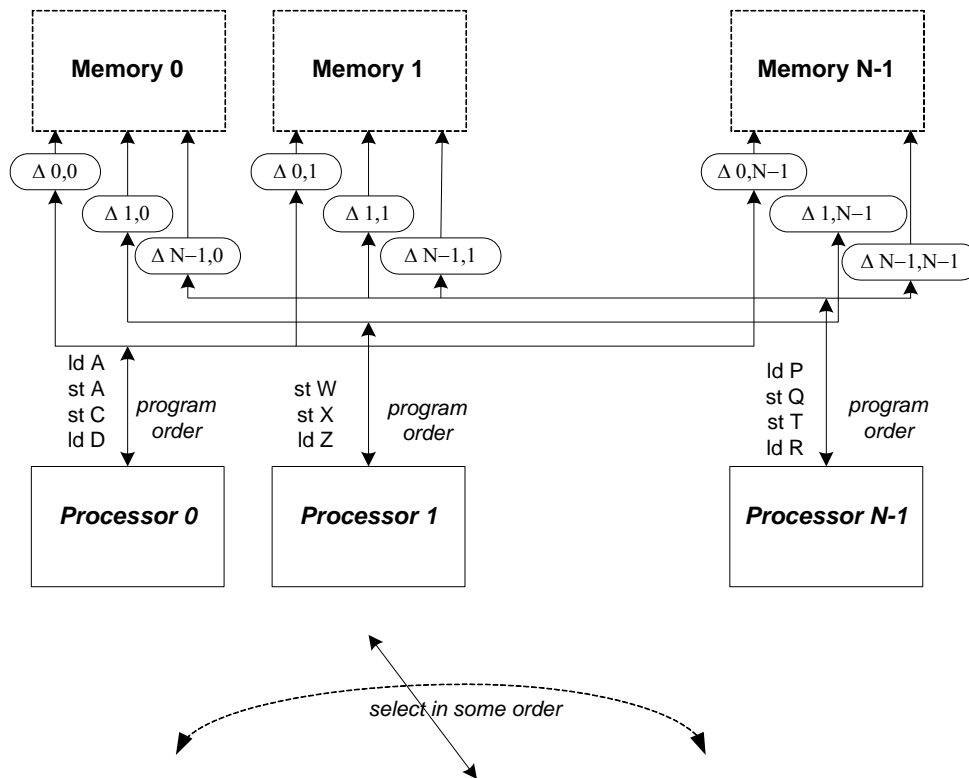 Memory 0
Memory 1
Memory N-1
Δ 0,0
Δ 0,1
Δ 0,N−1
Δ 1,0
Δ 1,1
Δ 1,N−1
Δ N−1,0
Δ N−1,1
Δ N−1,N−1
ld A
st A
st C
ld D
program
order
st W
st X
ld Z
program
order
ld P
st Q
st T
ld R
program
order
Processor 0
Processor 1
Processor N-1
select in some order